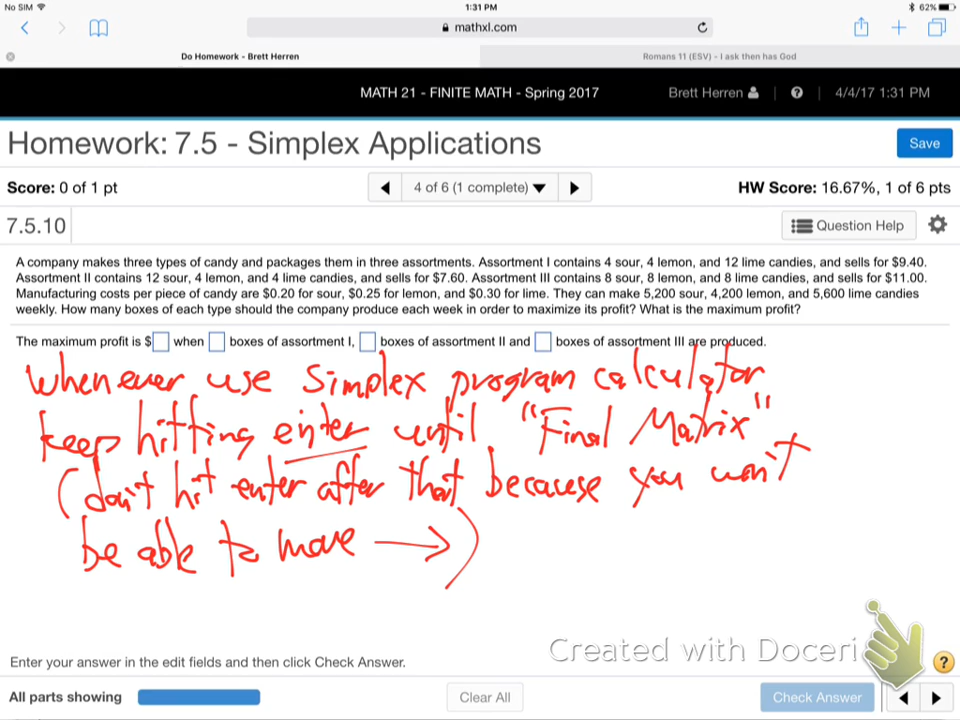 No SIM
1:31 PM
62%
mathxl.com
Do Homework - Brett Herren
Romans 11 (ESV) - I ask then has God
MATH 21 - FINITE MATH - Spring 2017
Brett Herren
?
4/4/17 1:31 PM
Homework: 7.5 - Simplex Applications
Save
Score: 0 of 1 pt
4 of 6 (1 complete)
HW Score: 16.67%, 1 of 6 pts
7.5.10
Question Help
A company makes three types of candy and packages them in three assortments. Assortment I contains 4 sour, 4 lemon, and 12 lime candies, and sells for $9.40.
Assortment II contains 12 sour, 4 lemon, and 4 lime candies, and sells for $7.60. Assortment III contains 8 sour, 8 lemon, and 8 lime candies, and sells for $11.00.
Manufacturing costs per piece of candy are $0.20 for sour, $0.25 for lemon, and $0.30 for lime. They can make 5,200 sour, 4,200 lemon, and 5,600 lime candies
weekly. How many boxes of each type should the company produce each week in order to maximize its profit? What is the maximum profit?
The maximum profit is $ when boxes of assortment I, boxes of assortment II and boxes of assortment III are produced.
Whenever use Simplex program calculator
keep hitting enter until "Final Matrix"
(don't hit enter after that because you won't
be able to move →)
Created with Doceri
Enter your answer in the edit fields and then click Check Answer.
?
All parts showing
Clear All
Check Answer